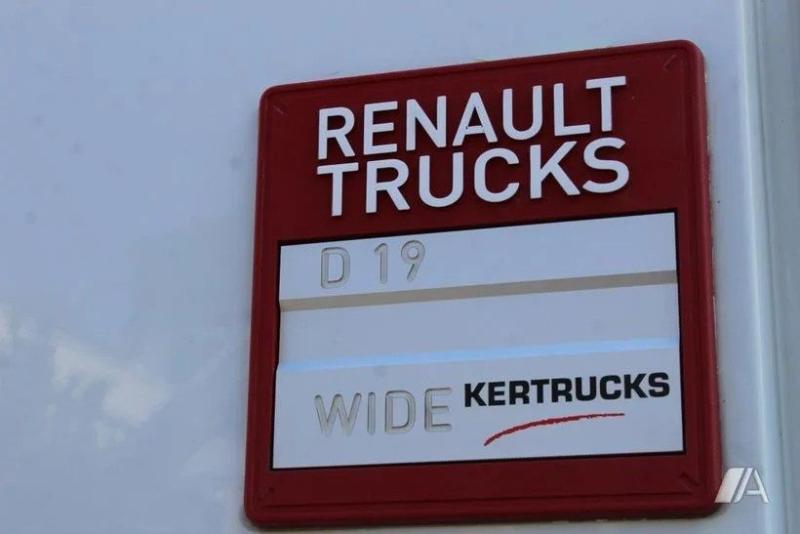 RENAULT
TRUCKS
D 19
WIDE KERTRUCKS